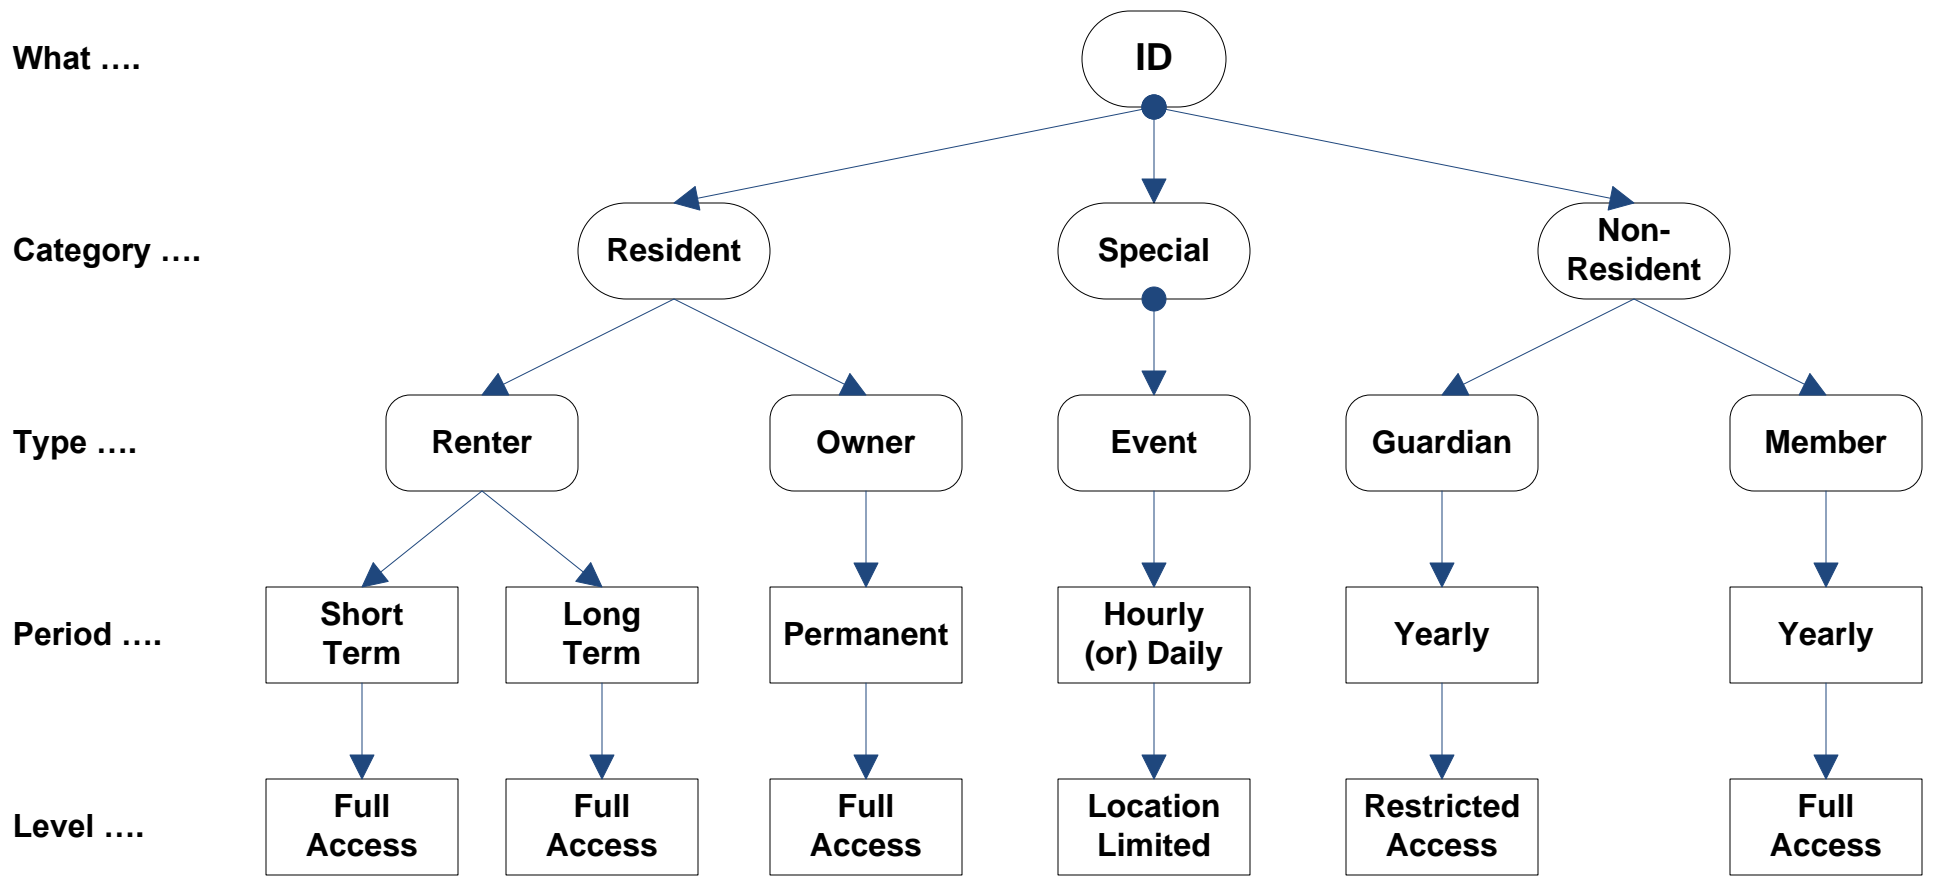 What ….
ID
Category ….
Resident
Special
Non-
Resident
Type ….
Renter
Owner
Event
Guardian
Member
Period ….
Short
Term
Long
Term
Permanent
Hourly
(or) Daily
Yearly
Yearly
Level ….
Full
Access
Full
Access
Full
Access
Location
Limited
Restricted
Access
Full
Access